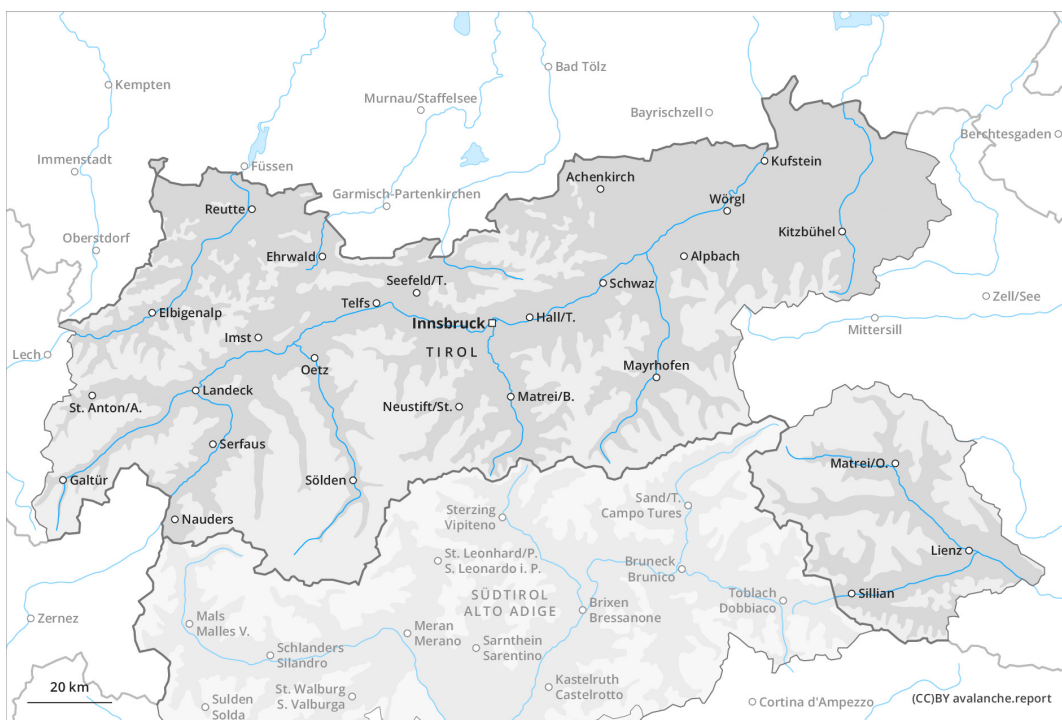 Kempten
Bad Tölz
Murnau/Staffelsee
Bayrischzell
Berchtesgaden
Immenstadt
Füssen
Kufstein
Achenkirch
Garmisch-Partenkirchen
Wörgl
Reutte
Kitzbühel
Oberstdorf
Ehrwald
Alpbach
Seefeld/T.
Schwaz
Zell/See
Telfs
Elbigenalp
Innsbruck
Hall/T.
Mittersill
Imst
TIROL
Lech
Oetz
Mayrhofen
Landeck
St. Anton/A.
Neustift/St.
Matrei/B.
Serfaus
Matrei/O.
Galtür
Sölden
Sand/T.
Campo Tures
Nauders
Sterzing
Vipiteno
Lienz
St. Leonhard/P.
S. Leonardo i. P.
Bruneck
Brunico
SÜDTIROL
ALTO ADIGE
Sillian
Toblach
Dobbiaco
Brixen
Bressanone
Zernez
Mals
Malles V.
Meran
Merano
Sarnthein
Sarentino
Schlanders
Silandro
20 km
St. Walburg
S. Valburga
Kastelruth
Castelrotto
Sulden
Solda
Cortina d'Ampezzo
(CC)BY avalanche.report